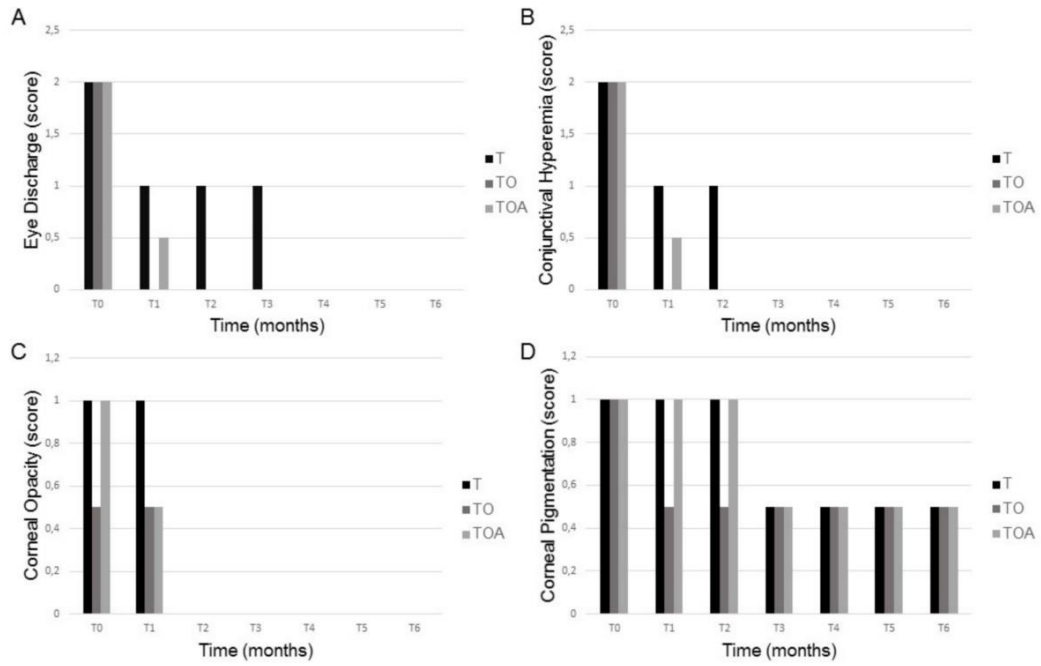 A
Eye Discharge (score)
2,5
2
1,5
1
0,5
0
T0 T1 T2 T3 T4 T5 T6
Time (months)
T
TO
TOA
B
Conjunctival Hyperemia (score)
2,5
2
1,5
1
0,5
0
T0 T1 T2 T3 T4 T5 T6
Time (months)
T
TO
TOA
C
Corneal Opacity (score)
1,2
1
0,8
0,6
0,4
0,2
0
T0 T1 T2 T3 T4 T5 T6
Time (months)
T
TO
TOA
D
Corneal Pigmentation (score)
1,2
1
0,8
0,6
0,4
0,2
0
T0 T1 T2 T3 T4 T5 T6
Time (months)
T
TO
TOA